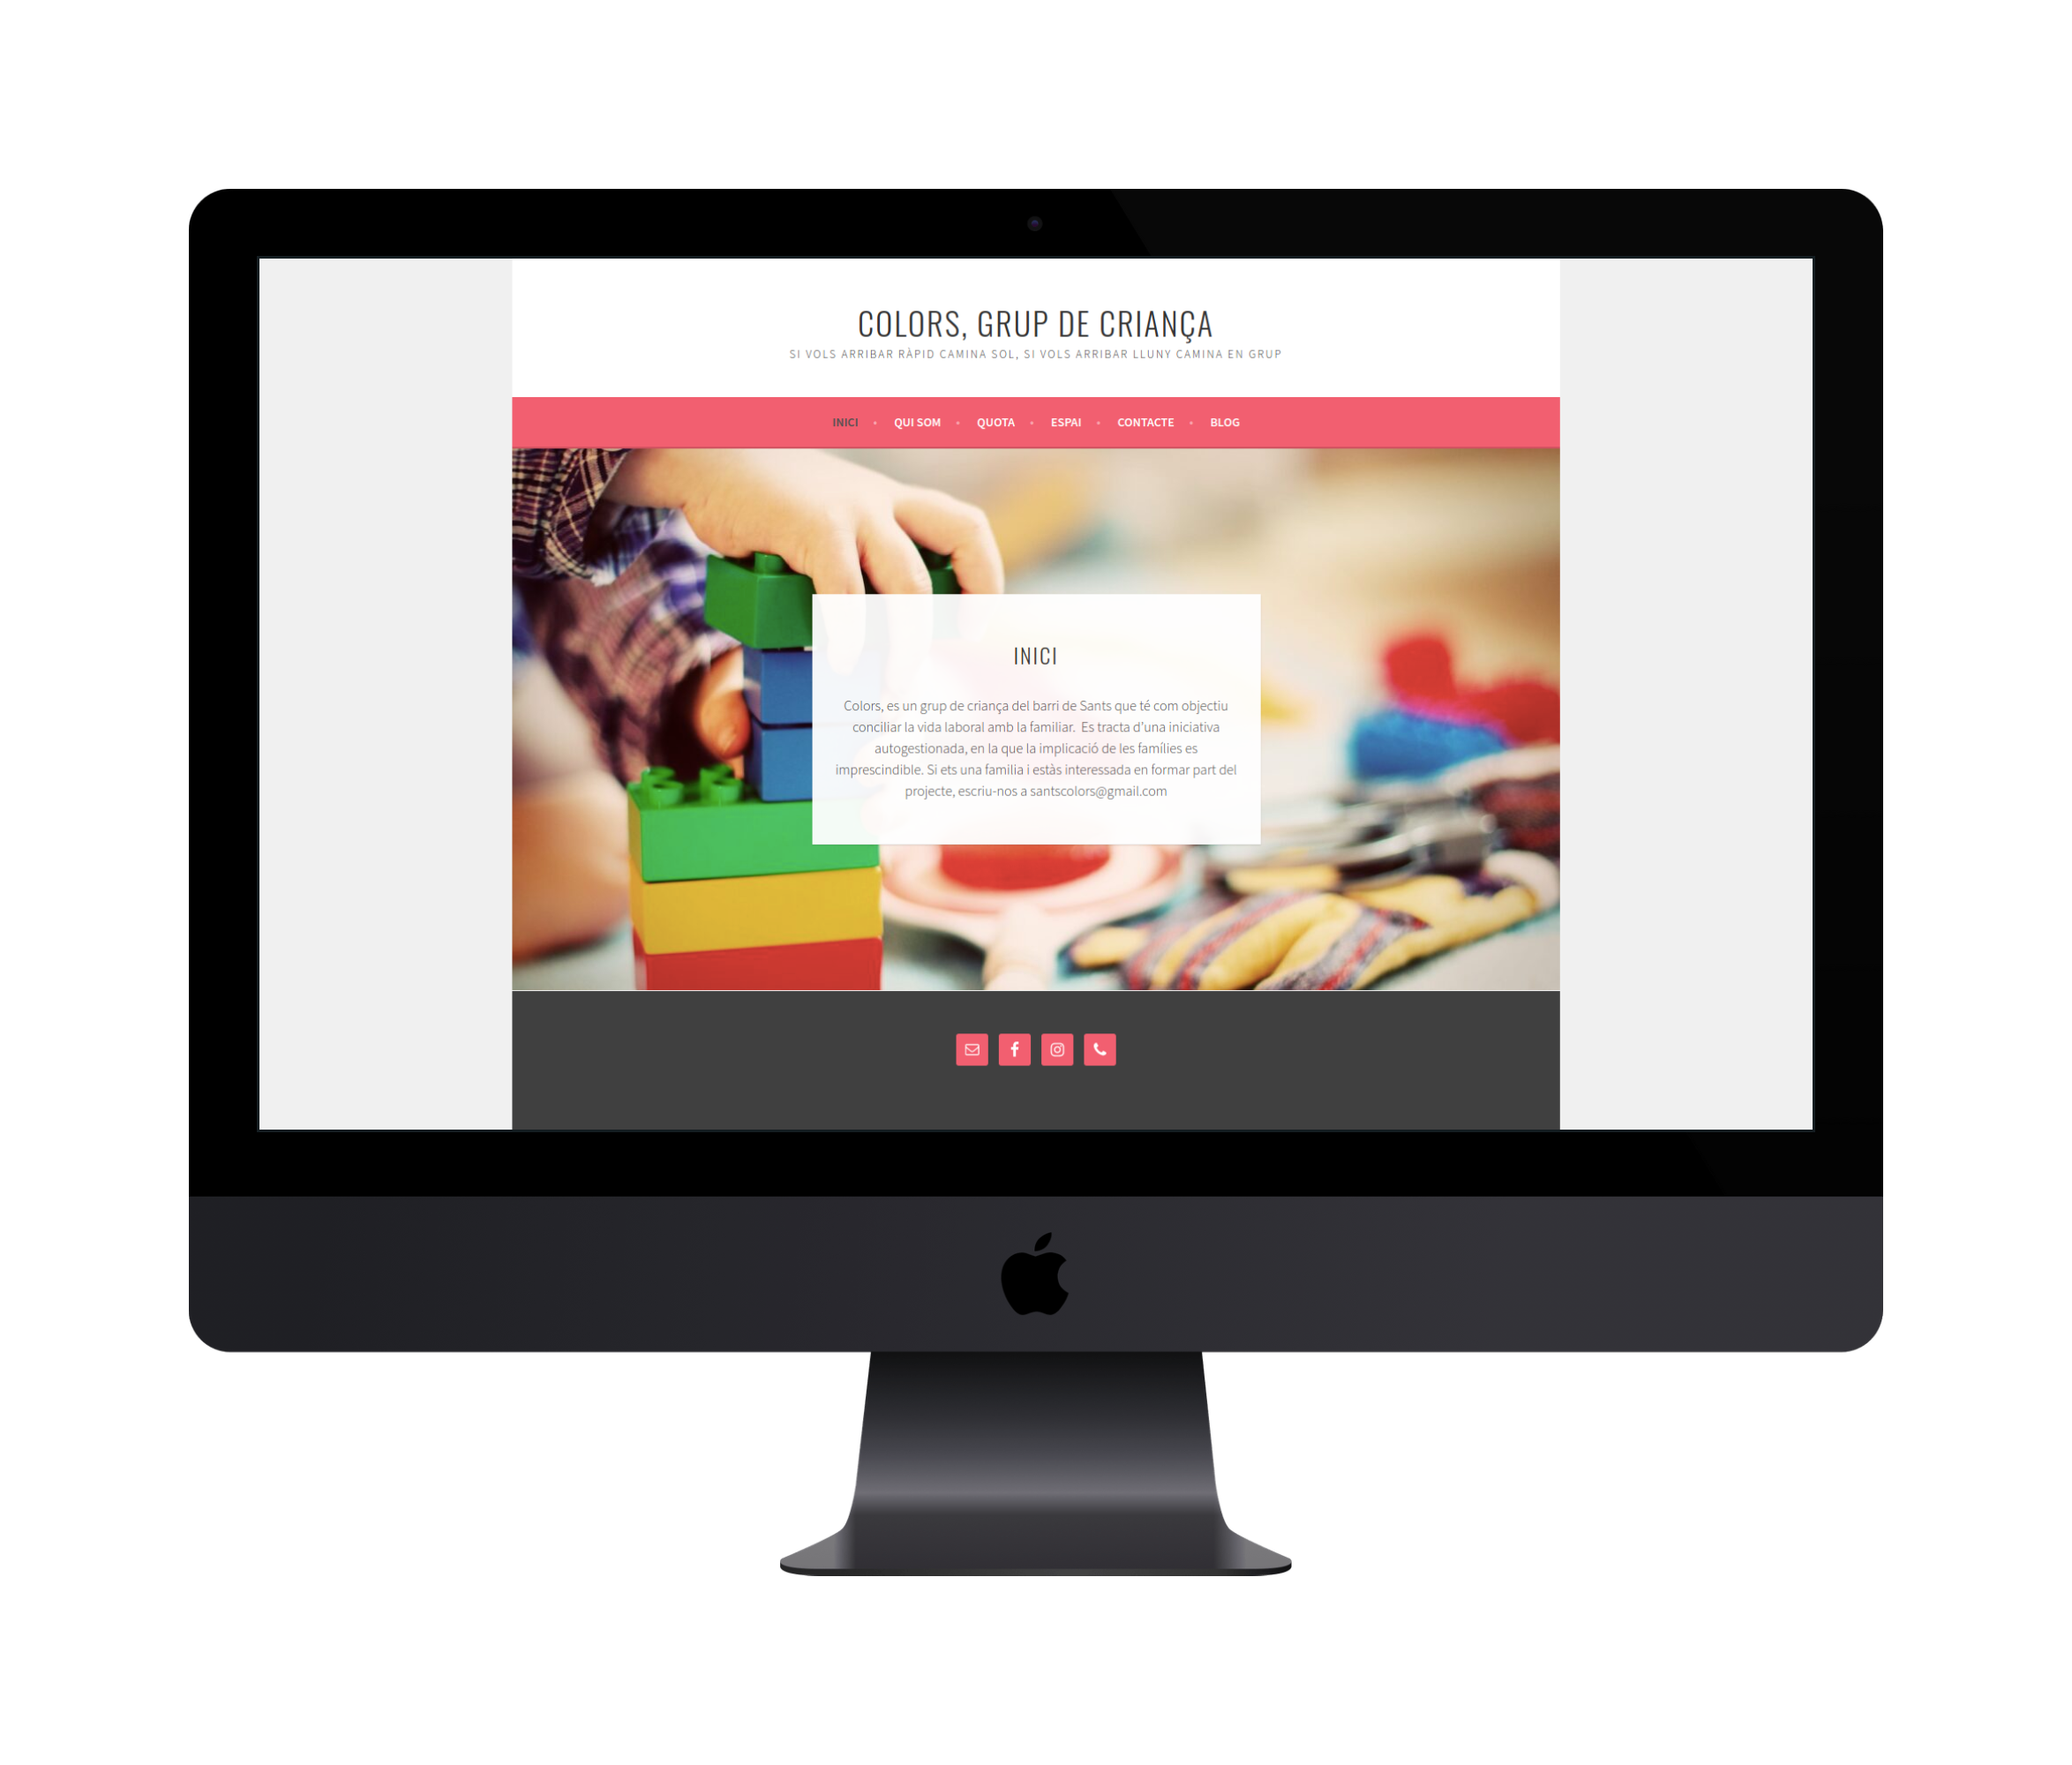 COLORS, GRUP DE CRIANÇA
SI VOLS ARRIBAR RÀPID CAMINA SOL, SI VOLS ARRIBAR LLUNY CAMINA EN GRUP
INICI • QUI SOM • QUOTA • ESPAI • CONTACTE • BLOG
INICI
Colors, es un grup de criança del barri de Sants que té com objectiu
conciliar la vida laboral amb la familiar. Es tracta d’una iniciativa
autogestionada, en la que la implicació de les famílies es
imprescindible. Si ets una família i estàs interessada en formar part del
projecte, escriu-nos a santscolors@gmail.com